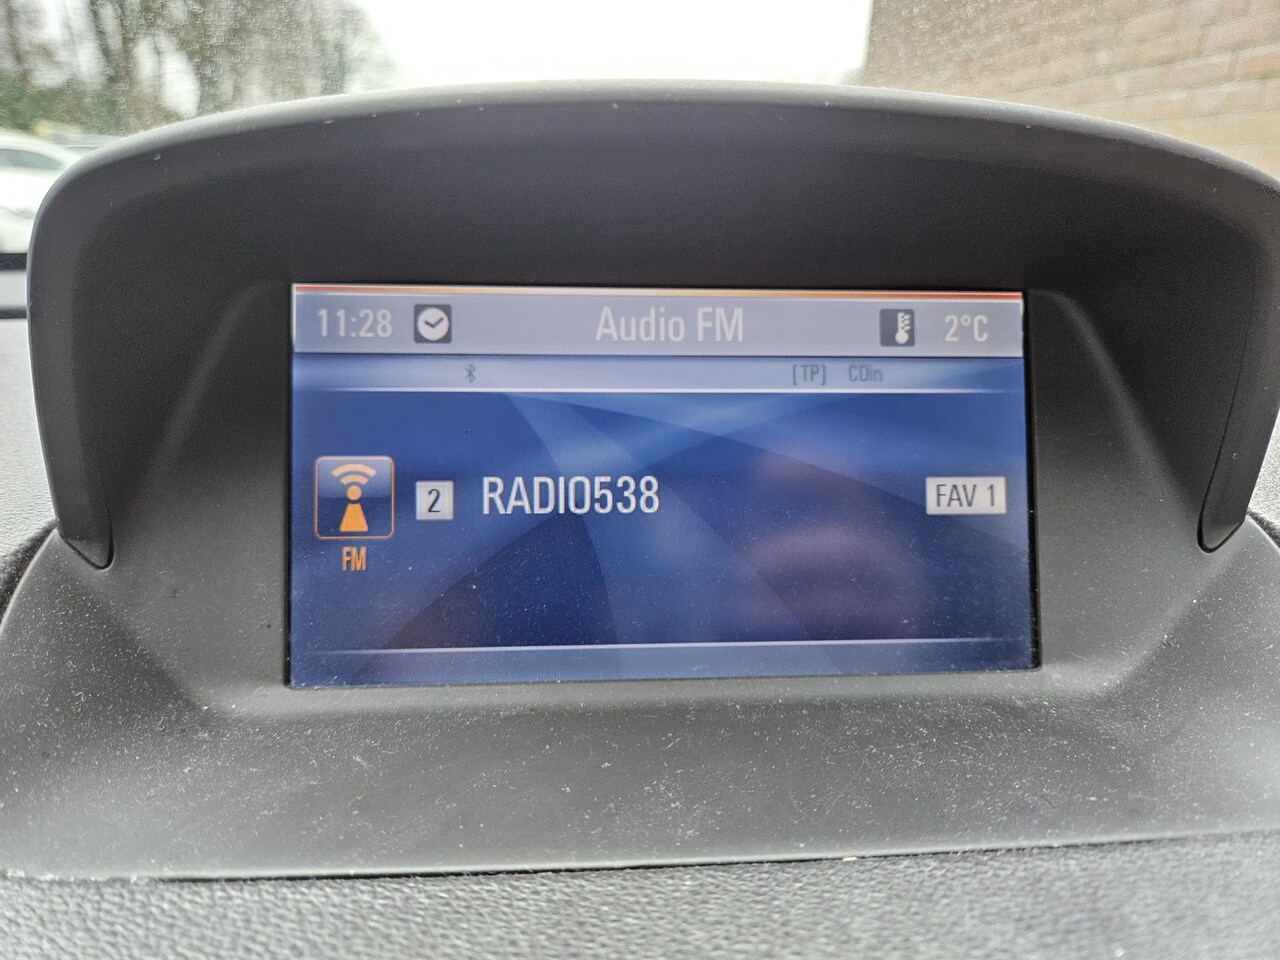 11:28 Audio FM 2°C
[TP] CDin
2 RADIO538 FAV 1
FM